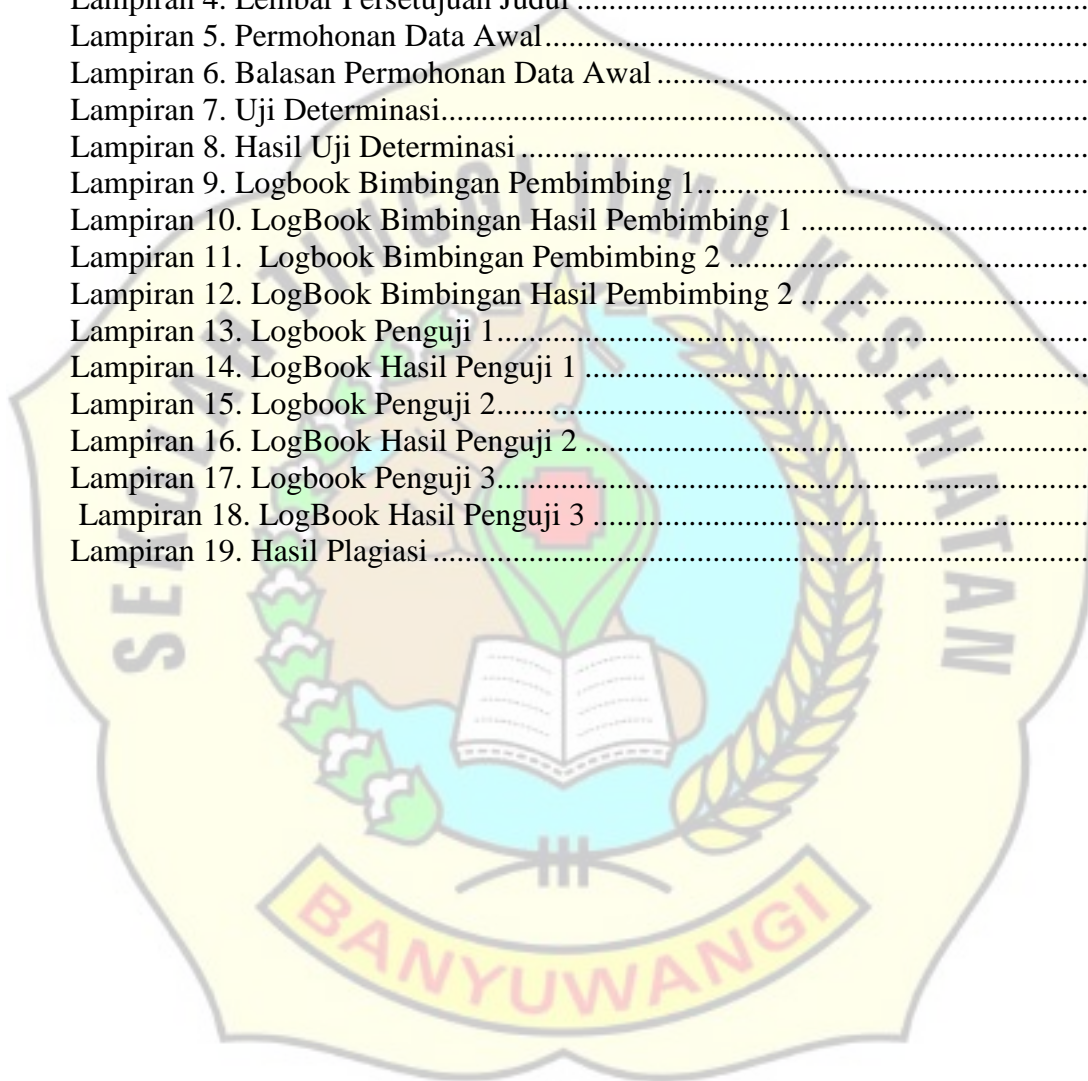 Lampiran 4. Lembar Persetujuan Judul ........................................................
Lampiran 5. Permohonan Data Awal........................................................
Lampiran 6. Balasan Permohonan Data Awal ........................................................
Lampiran 7. Uji Determinasi........................................................
Lampiran 8. Hasil Uji Determinasi........................................................
Lampiran 9. Logbook Bimbingan Pembimbing 1........................................................
Lampiran 10. LogBook Bimbingan Hasil Pembimbing 1 ........................................................
Lampiran 11.  Logbook Bimbingan Pembimbing 2 ........................................................
Lampiran 12. LogBook Bimbingan Hasil Pembimbing 2 ........................................................
Lampiran 13. Logbook Penguji 1........................................................
Lampiran 14. LogBook Hasil Penguji 1 ........................................................
Lampiran 15. Logbook Penguji 2........................................................
Lampiran 16. LogBook Hasil Penguji 2 ........................................................
Lampiran 17. Logbook Penguji 3........................................................
Lampiran 18. LogBook Hasil Penguji 3 ........................................................
Lampiran 19. Hasil Plagiasi ........................................................
SEKOLAH TINGGI ILMU KESEHATAN
BANYUWANGI